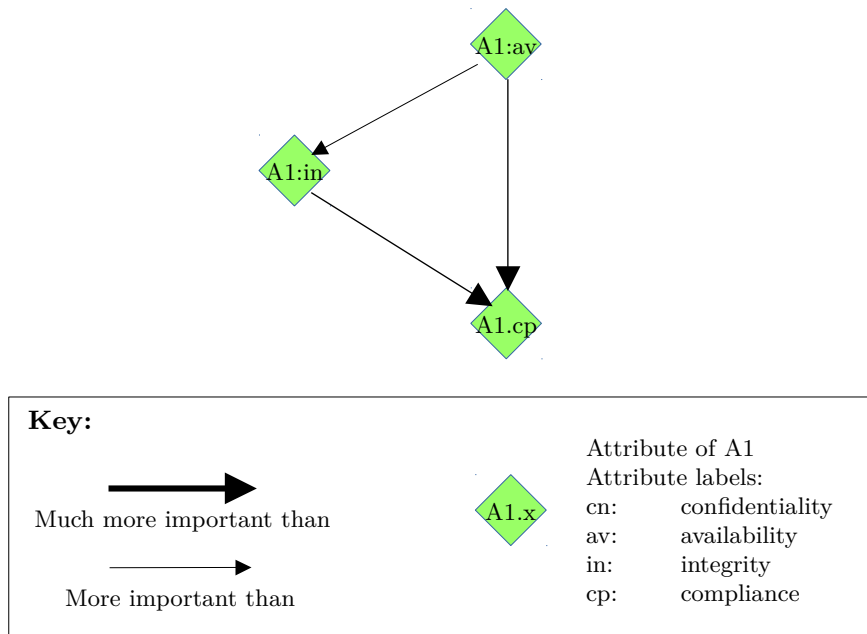 A1:av
A1:in
A1.cp
Key:
Much more important than
More important than
A1.x
Attribute of A1
Attribute labels:
cn: confidentiality
av: availability
in: integrity
cp: compliance